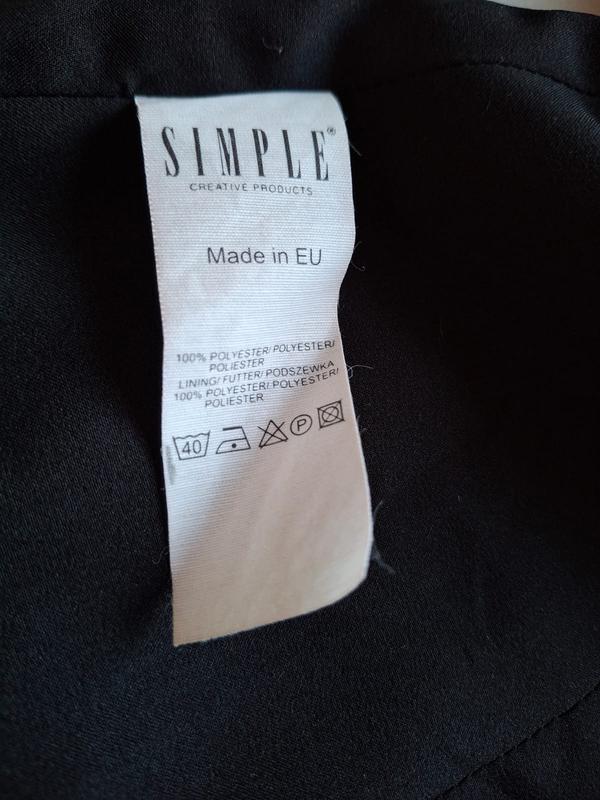 SIMPLE®
CREATIVE PRODUCTS
Made in EU
100% POLYESTER/POLYESTER/
POLIESTER
LINING/FUTTER/PODSZEWKA
100% POLYESTER/POLYESTER/
POLIESTER
40 P